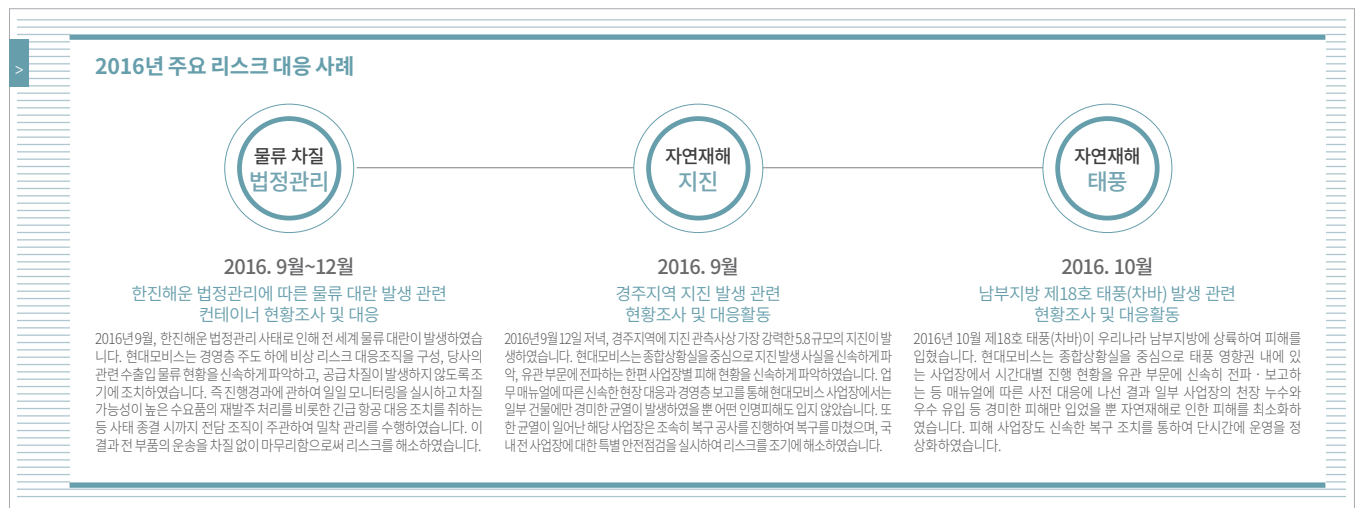 >
2016년 주요 리스크 대응 사례
물류 차질
법정관리
2016. 9월~12월
한진해운 법정관리에 따른 물류 대란 발생 관련
컨테이너 현황조사 및 대응
2016년 9월, 한진해운 법정관리 사태로 인해 전 세계 물류 대란이 발생하였습
니다. 현대모비스는 경영층 주도 하에 비상 리스크 대응조직을 구성, 당사의
관련 수출입 물류 현황을 신속하게 파악하고, 공급 차질이 발생하지 않도록 조
기에 조치하였습니다. 즉 진행경과에 관하여 일일 모니터링을 실시하고 차질
가능성이 높은 수요품의 재발주 처리를 비롯한 긴급 항공 대응 조치를 취하는
등 사태 종결 시까지 전담 조직이 주관하여 밀착 관리를 수행하였습니다. 이
결과 전 부품의 운송을 차질 없이 마무리함으로써 리스크를 해소하였습니다.
자연재해
지진
2016. 9월
경주지역 지진 발생 관련
현황조사 및 대응활동
2016년 9월 12일 저녁, 경주지역에 지진 관측사상 가장 강력한 5.8 규모의 지진이 발
생하였습니다. 현대모비스는 종합상황실을 중심으로 지진 발생 사실을 신속하게 파
악, 유관 부문에 전파하는 한편 사업장별 피해 현황을 신속하게 파악하였습니다. 업
무 매뉴얼에 따른 신속한 현장 대응과 경영층 보고를 통해 현대모비스 사업장에서는
일부 건물에만 경미한 균열이 발생하였을 뿐 어떤 인명피해도 입지 않았습니다. 또
한 균열이 일어난 해당 사업장은 조속히 복구 공사를 진행하여 복구를 마쳤으며, 국
내 전 사업장에 대한 특별 안전점검을 실시하여 리스크를 조기에 해소하였습니다.
자연재해
태풍
2016. 10월
남부지방 제18호 태풍(차바) 발생 관련
현황조사 및 대응활동
2016년 10월 제18호 태풍(차바)이 우리나라 남부지방에 상륙하여 피해를
입혔습니다. 현대모비스는 종합상황실을 중심으로 태풍 영향권 내에 있
는 사업장에서 시간대별 진행 현황을 유관 부문에 신속히 전파 · 보고하
는 등 매뉴얼에 따른 사전 대응에 나선 결과 일부 사업장의 천장 누수와
우수 유입 등 경미한 피해만 입었을 뿐 자연재해로 인한 피해를 최소화하
였습니다. 피해 사업장도 신속한 복구 조치를 통하여 단시간에 운영을 정
상화하였습니다.